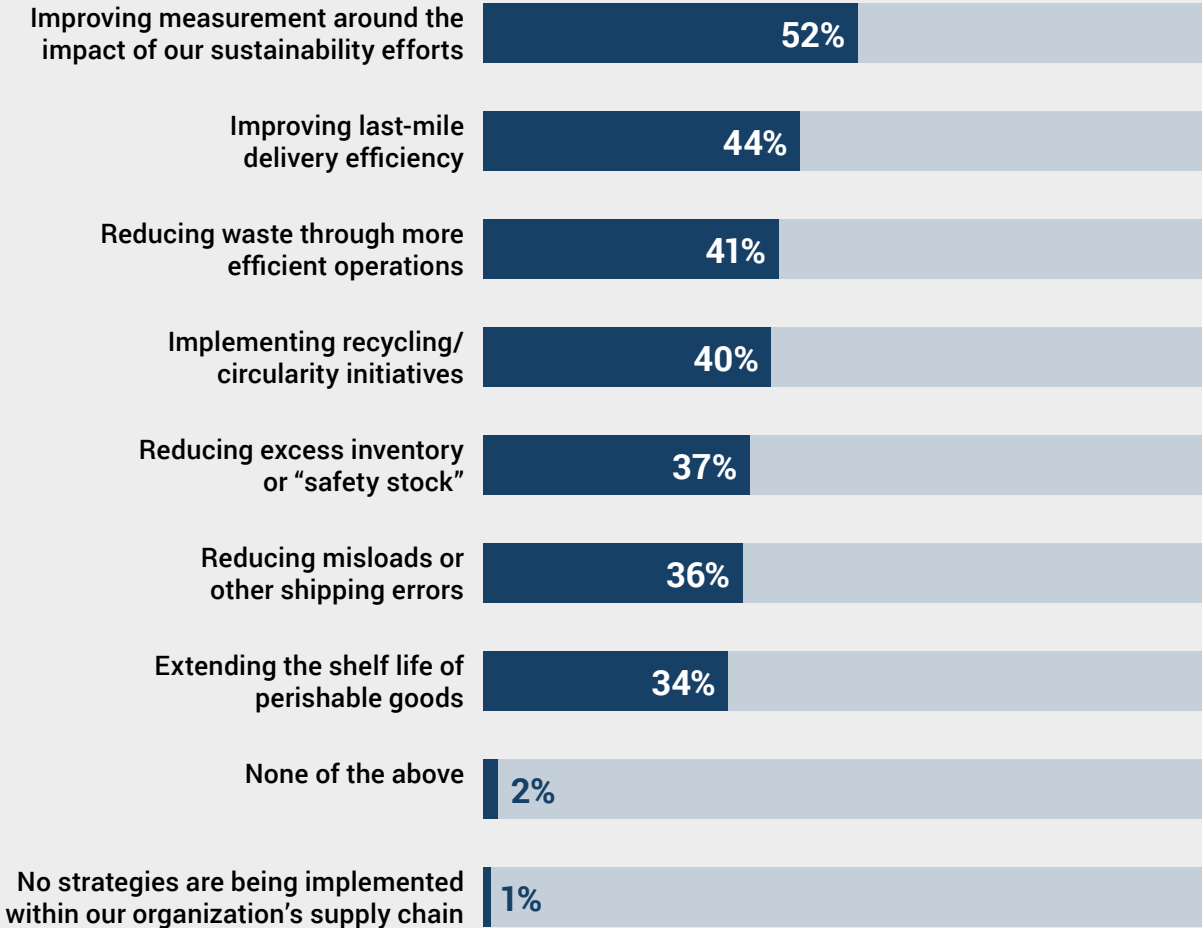 Improving measurement around the
impact of our sustainability efforts
52%
Improving last-mile
delivery efficiency
44%
Reducing waste through more
efficient operations
41%
Implementing recycling/
circularity initiatives
40%
Reducing excess inventory
or “safety stock”
37%
Reducing misloads or
other shipping errors
36%
Extending the shelf life of
perishable goods
34%
None of the above
2%
No strategies are being implemented
within our organization’s supply chain
1%